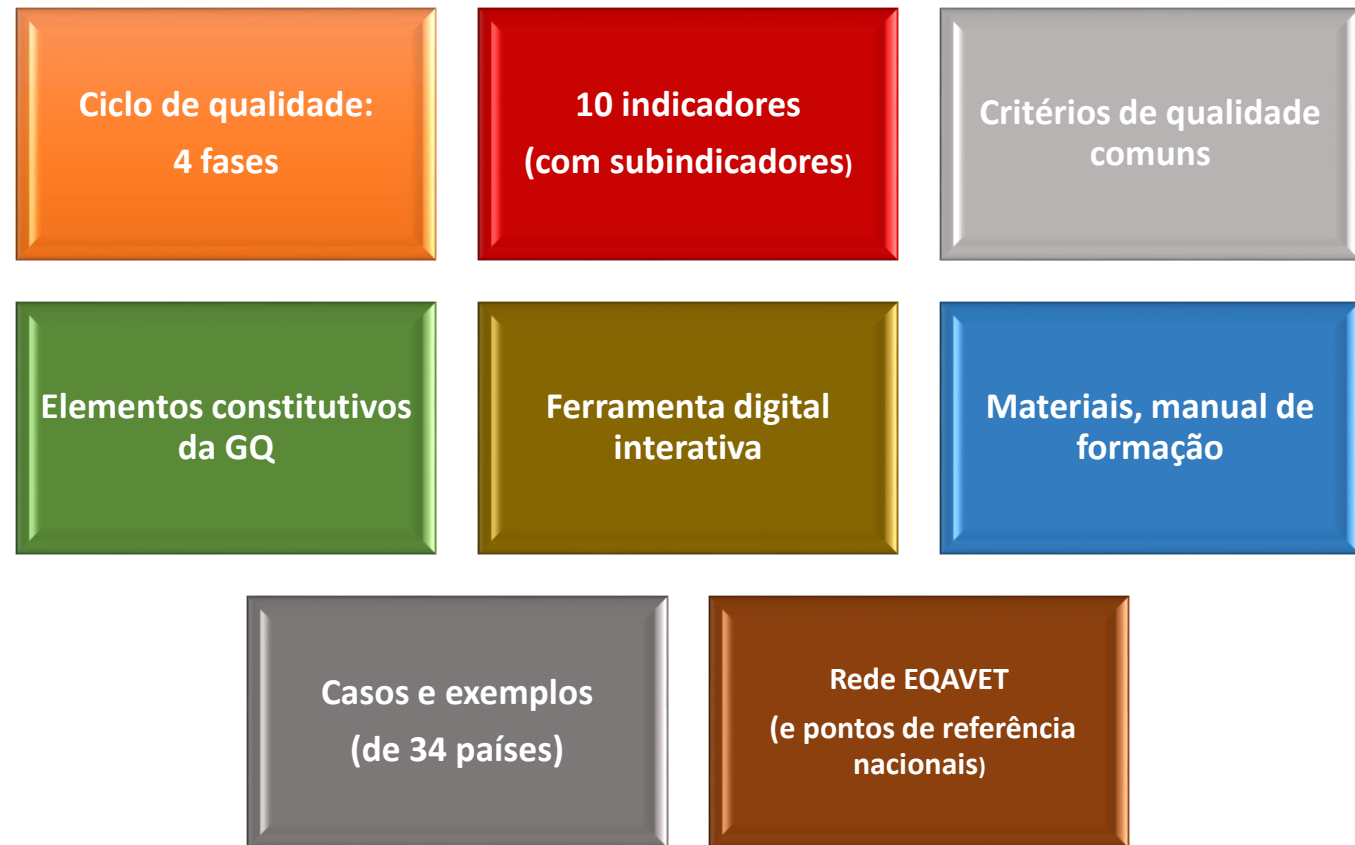 Ciclo de qualidade:
4 fases
10 indicadores
(com subindicadores)
Critérios de qualidade
comuns
Elementos constitutivos
da GQ
Ferramenta digital
interativa
Materiais, manual de
formação
Casos e exemplos
(de 34 países)
Rede EQAVET
(e pontos de referência
nacionais)